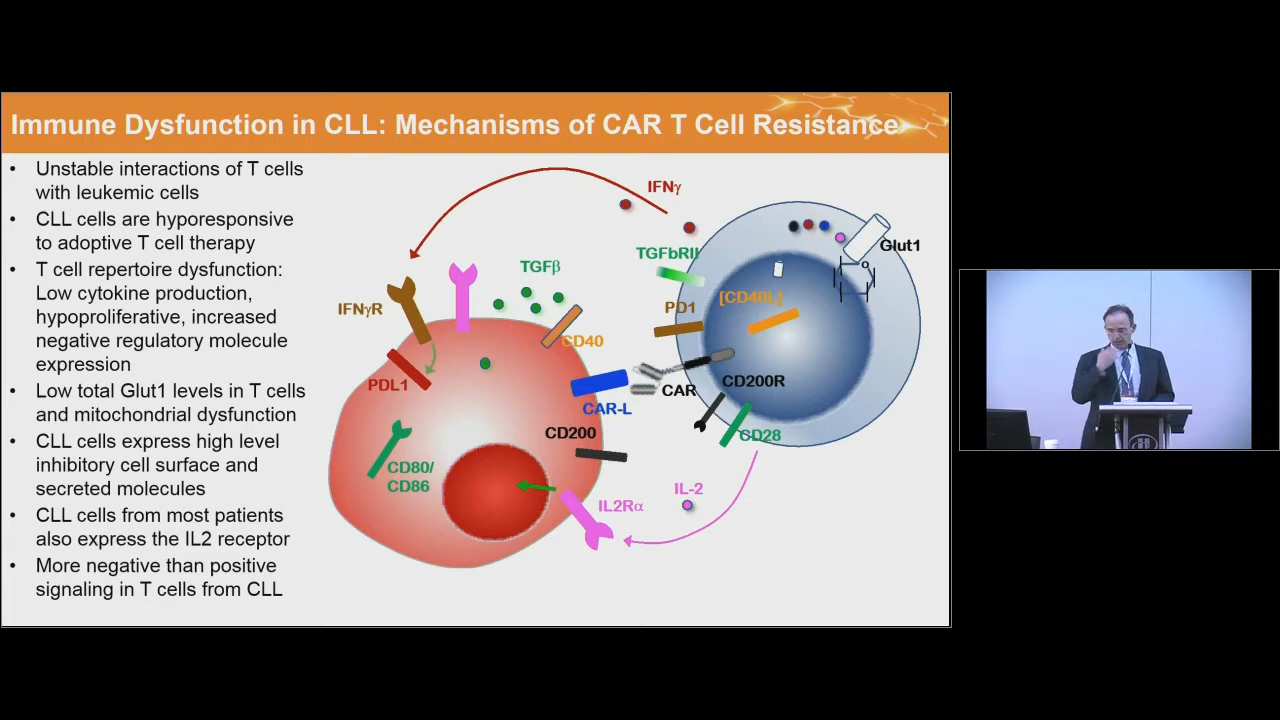 Immune Dysfunction in CLL: Mechanisms of CAR T Cell Resistance
• Unstable interactions of T cells
with leukemic cells
• CLL cells are hyporesponsive
to adoptive T cell therapy
• T cell repertoire dysfunction:
Low cytokine production,
hypoproliferative, increased
negative regulatory molecule
expression
• Low total Glut1 levels in T cells
and mitochondrial dysfunction
• CLL cells express high level
inhibitory cell surface and
secreted molecules
• CLL cells from most patients
also express the IL2 receptor
• More negative than positive
signaling in T cells from CLL
IFNγ
Glut1
TGFbRII
TGFβ
O
[CD40L]
PD1
IFNγR
CD40
PDL1
CD200R
CAR
CAR-L
CD200
CD28
CD80/
CD86
IL-2
IL2Rα